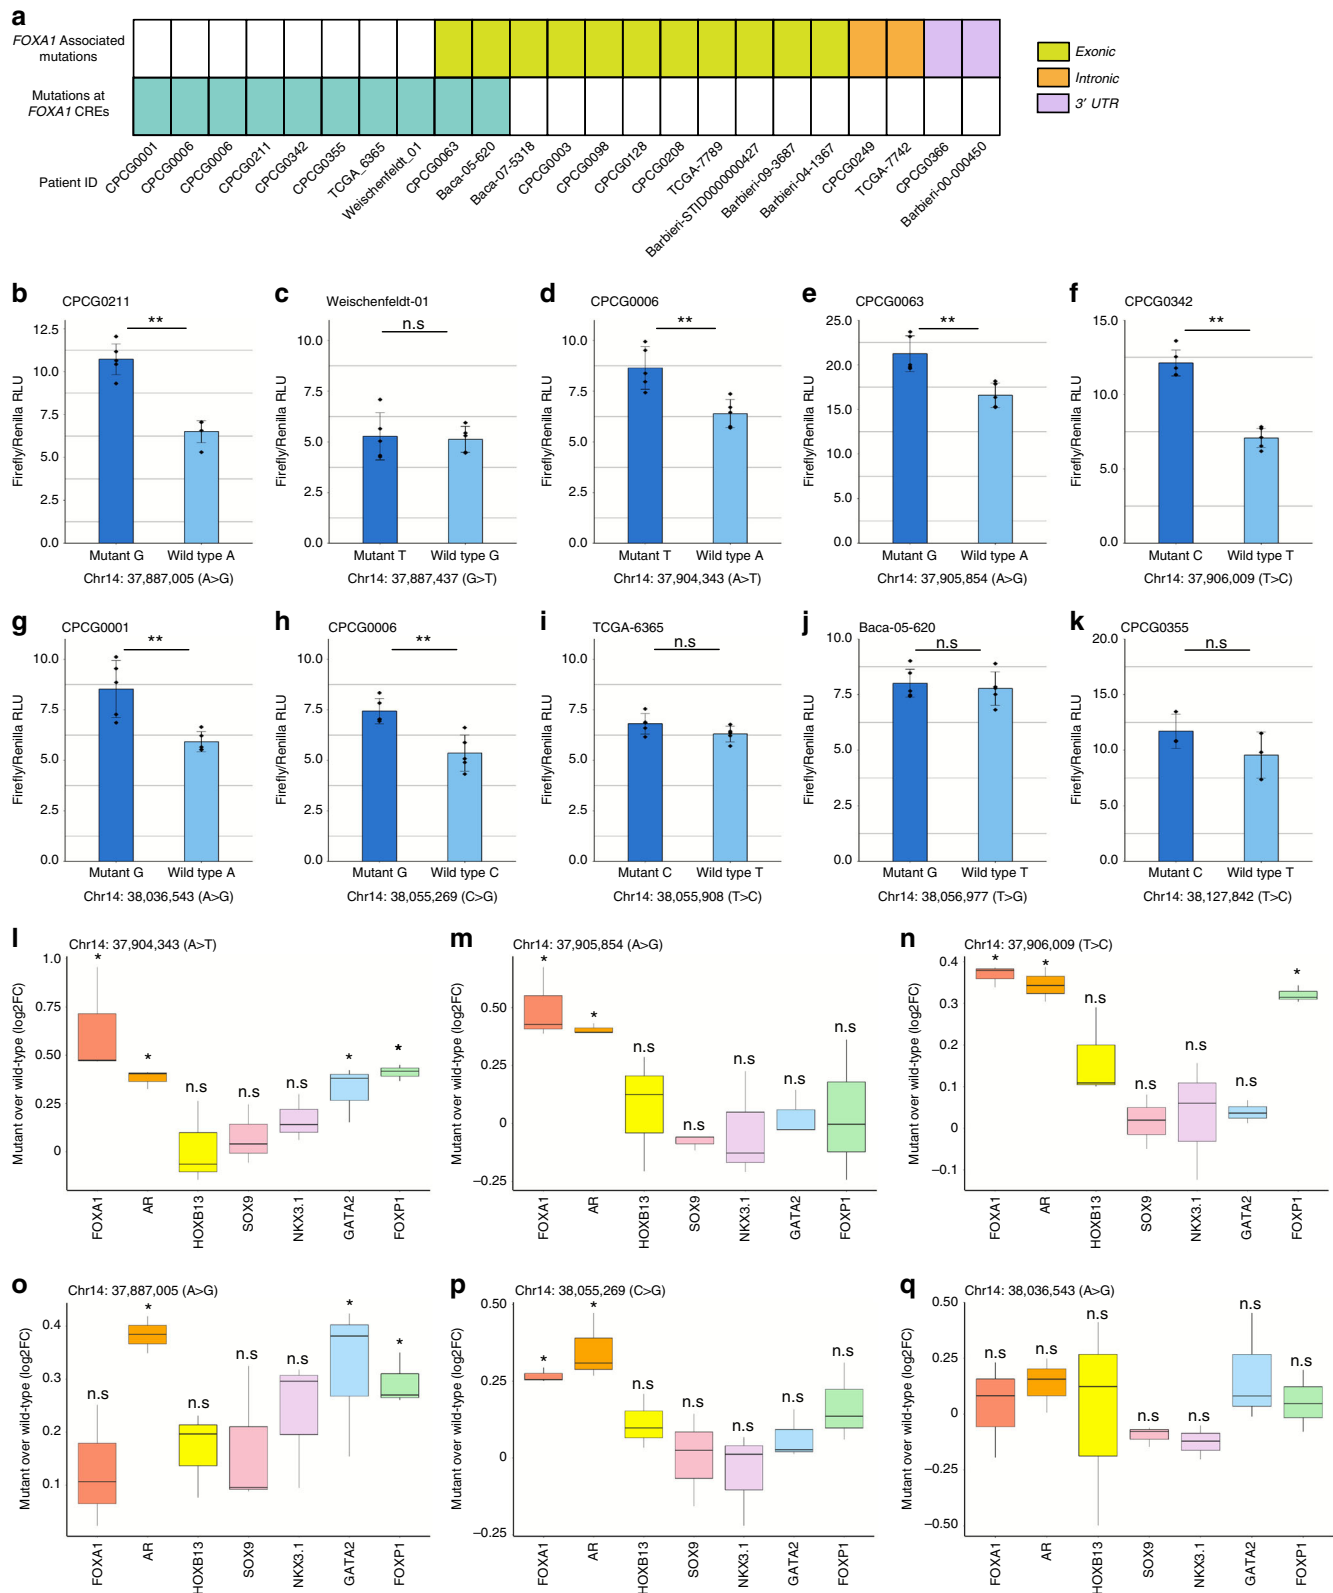 a
FOXA1 Associated
mutations
Mutations at
FOXA1 CREs
Patient ID
CPCG0001
CPCG0006
CPCG0006
CPCG0211
CPCG0342
CPCG0355
TCGA_6365
Weischenfeldt_01
CPCG0063
Baca-05-620
Baca-07-5318
CPCG0003
CPCG0098
CPCG0128
CPCG0208
TCGA-7789
Barbieri-STID0000000427
Barbieri-09-3687
Barbieri-04-1367
CPCG0249
TCGA-7742
CPCG0366
Barbieri-00-000450
Exonic
Intronic
3' UTR
b
CPCG0211
**
Firefly/Renilla RLU
12.5
10.0
7.5
5.0
2.5
0.0
Mutant G Wild type A
Chr14: 37,887,005 (A>G)
c
Weischenfeldt-01
n.s
Firefly/Renilla RLU
10.0
7.5
5.0
2.5
0.0
Mutant T Wild type G
Chr14: 37,887,437 (G>T)
d
CPCG0006
**
Firefly/Renilla RLU
10.0
7.5
5.0
2.5
0.0
Mutant T Wild type A
Chr14: 37,904,343 (A>T)
e
CPCG0063
**
Firefly/Renilla RLU
25.0
20.0
15.0
10.0
5.0
0.0
Mutant G Wild type A
Chr14: 37,905,854 (A>G)
f
CPCG0342
**
Firefly/Renilla RLU
15.0
10.0
5.0
0.0
Mutant C Wild type T
Chr14: 37,906,009 (T>C)
g
CPCG0001
**
Firefly/Renilla RLU
10.0
7.5
5.0
2.5
0.0
Mutant G Wild type A
Chr14: 38,036,543 (A>G)
h
CPCG0006
**
Firefly/Renilla RLU
10.0
7.5
5.0
2.5
0.0
Mutant G Wild type C
Chr14: 38,055,269 (C>G)
i
TCGA-6365
n.s
Firefly/Renilla RLU
10.0
7.5
5.0
2.5
0.0
Mutant C Wild type T
Chr14: 38,055,908 (T>C)
j
Baca-05-620
n.s
Firefly/Renilla RLU
10.0
7.5
5.0
2.5
0.0
Mutant G Wild type T
Chr14: 38,056,977 (T>G)
k
CPCG0355
n.s
Firefly/Renilla RLU
20.0
15.0
10.0
5.0
0.0
Mutant C Wild type T
Chr14: 38,127,842 (T>C)
l
Chr14: 37,904,343 (A>T)
Mutant over wild-type (log2FC)
1.0
0.75
0.50
0.25
0
* * n.s n.s n.s * *
FOXA1
AR
HOXB13
SOX9
NKX3.1
GATA2
FOXP1
m
Chr14: 37,905,854 (A>G)
Mutant over wild-type (log2FC)
0.50
0.25
0
−0.25
* * n.s n.s n.s n.s n.s
FOXA1
AR
HOXB13
SOX9
NKX3.1
GATA2
FOXP1
n
Chr14: 37,906,009 (T>C)
Mutant over wild-type (log2FC)
0.4
0.3
0.1
0
−0.1
* * n.s n.s n.s n.s *
FOXA1
AR
HOXB13
SOX9
NKX3.1
GATA2
FOXP1
o
Chr14: 37,887,005 (A>G)
Mutant over wild-type (log2FC)
0.4
0.3
0.2
0.1
n.s * n.s n.s n.s * *
FOXA1
AR
HOXB13
SOX9
NKX3.1
GATA2
FOXP1
p
Chr14: 38,055,269 (C>G)
Mutant over wild-type (log2FC)
0.50
0.25
0
−0.25
* * n.s n.s n.s n.s n.s
FOXA1
AR
HOXB13
SOX9
NKX3.1
GATA2
FOXP1
q
Chr14: 38,036,543 (A>G)
Mutant over wild-type (log2FC)
0.50
0.25
0
−0.25
−0.50
n.s n.s n.s n.s n.s n.s n.s
FOXA1
AR
HOXB13
SOX9
NKX3.1
GATA2
FOXP1